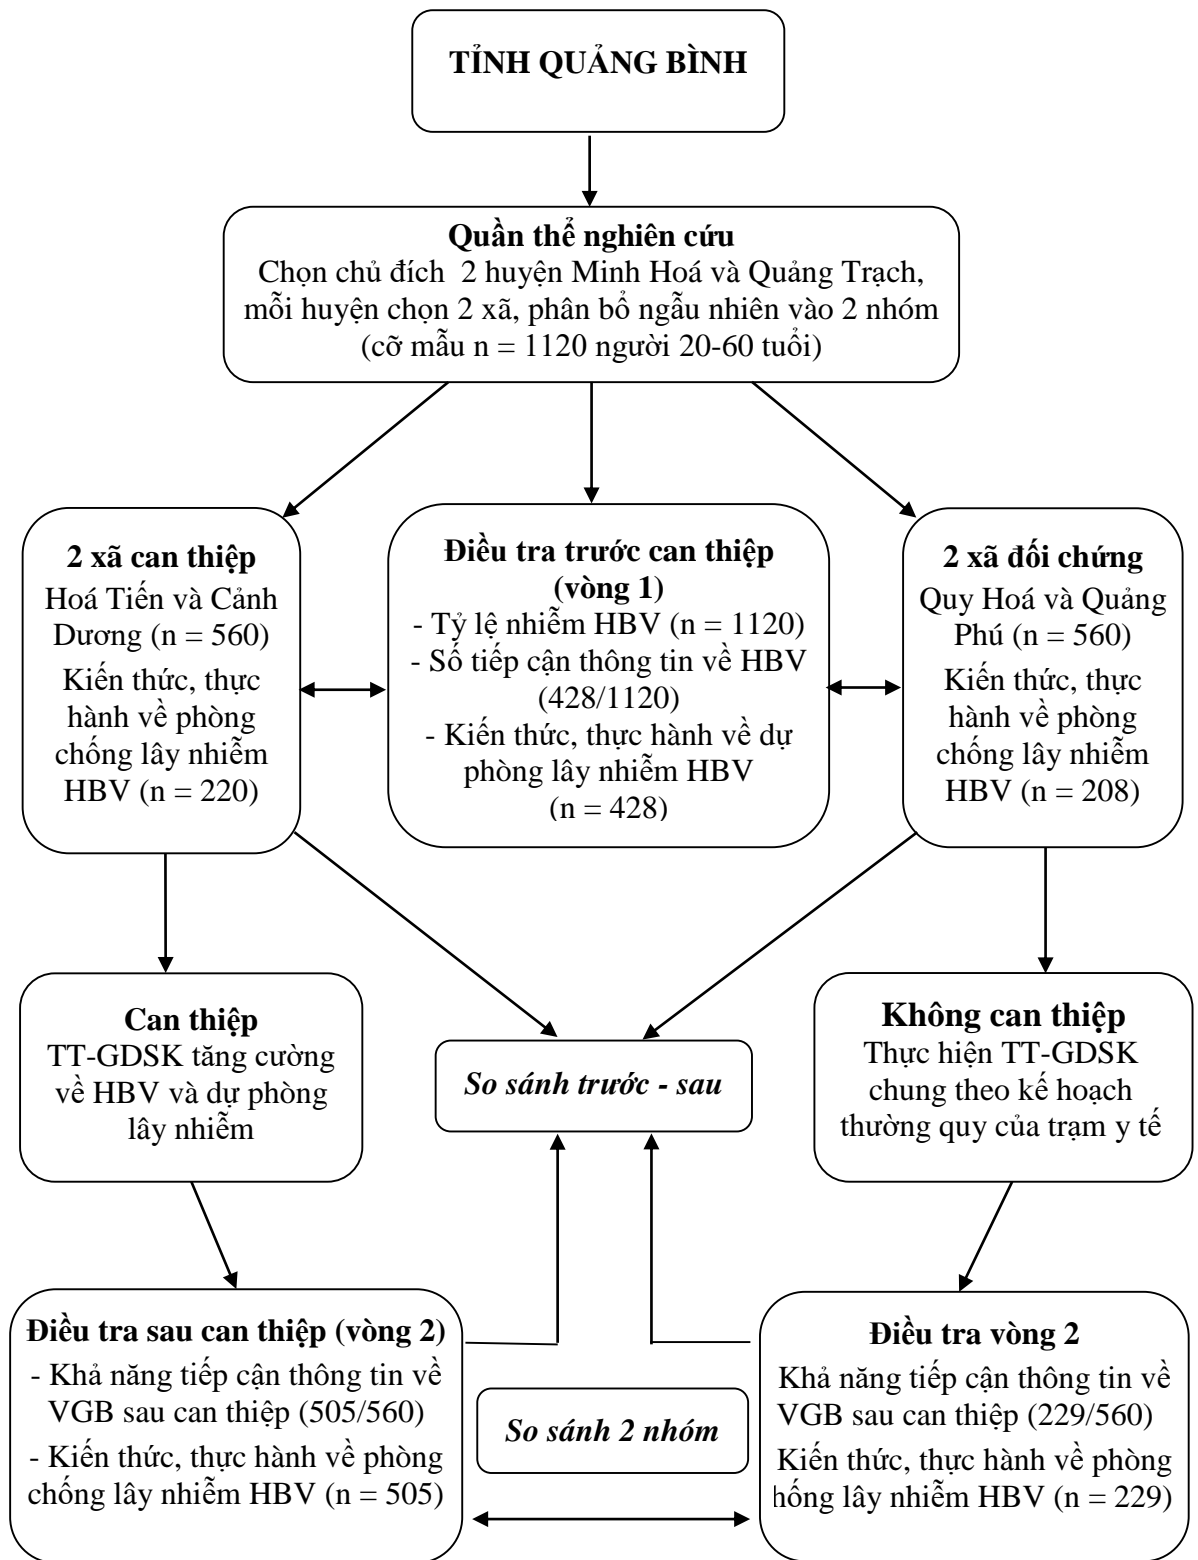 TỈNH QUẢNG BÌNH
Quần thể nghiên cứu
Chọn chủ đích 2 huyện Minh Hoá và Quảng Trạch,
mỗi huyện chọn 2 xã, phân bổ ngẫu nhiên vào 2 nhóm
(cỡ mẫu n = 1120 người 20-60 tuổi)
2 xã can thiệp
Hoá Tiến và Cảnh
Dương (n = 560)
Kiến thức, thực
hành về phòng
chống lây nhiễm
HBV (n = 220)
Điều tra trước can thiệp
(vòng 1)
- Tỷ lệ nhiễm HBV (n = 1120)
- Số tiếp cận thông tin về HBV
(428/1120)
- Kiến thức, thực hành về dự
phòng lây nhiễm HBV
(n = 428)
2 xã đối chứng
Quy Hoá và Quảng
Phú (n = 560)
Kiến thức, thực
hành về phòng
chống lây nhiễm
HBV (n = 208)
Can thiệp
TT-GDSK tăng cường
về HBV và dự phòng
lây nhiễm
So sánh trước - sau
Không can thiệp
Thực hiện TT-GDSK
chung theo kế hoạch
thường quy của trạm y tế
Điều tra sau can thiệp (vòng 2)
- Khả năng tiếp cận thông tin về
VGB sau can thiệp (505/560)
- Kiến thức, thực hành về phòng
chống lây nhiễm HBV (n = 505)
So sánh 2 nhóm
Điều tra vòng 2
Khả năng tiếp cận thông tin về
VGB sau can thiệp (229/560)
Kiến thức, thực hành về phòng
hống lây nhiễm HBV (n = 229)